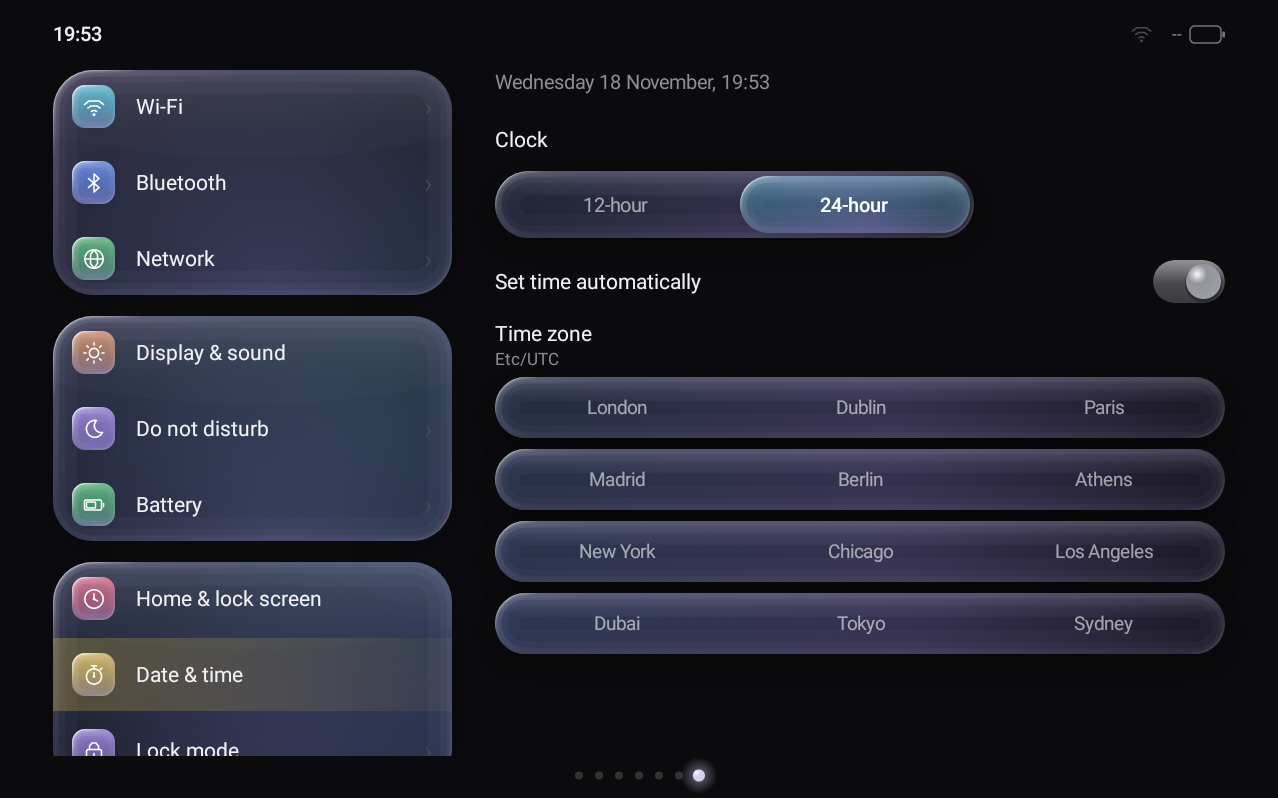 19:53
--
Wi-Fi
Bluetooth
Network
Display & sound
Do not disturb
Battery
Home & lock screen
Date & time
Lock mode
Wednesday 18 November, 19:53
Clock
12-hour 24-hour
Set time automatically
Time zone
Etc/UTC
London Dublin Paris
Madrid Berlin Athens
New York Chicago Los Angeles
Dubai Tokyo Sydney